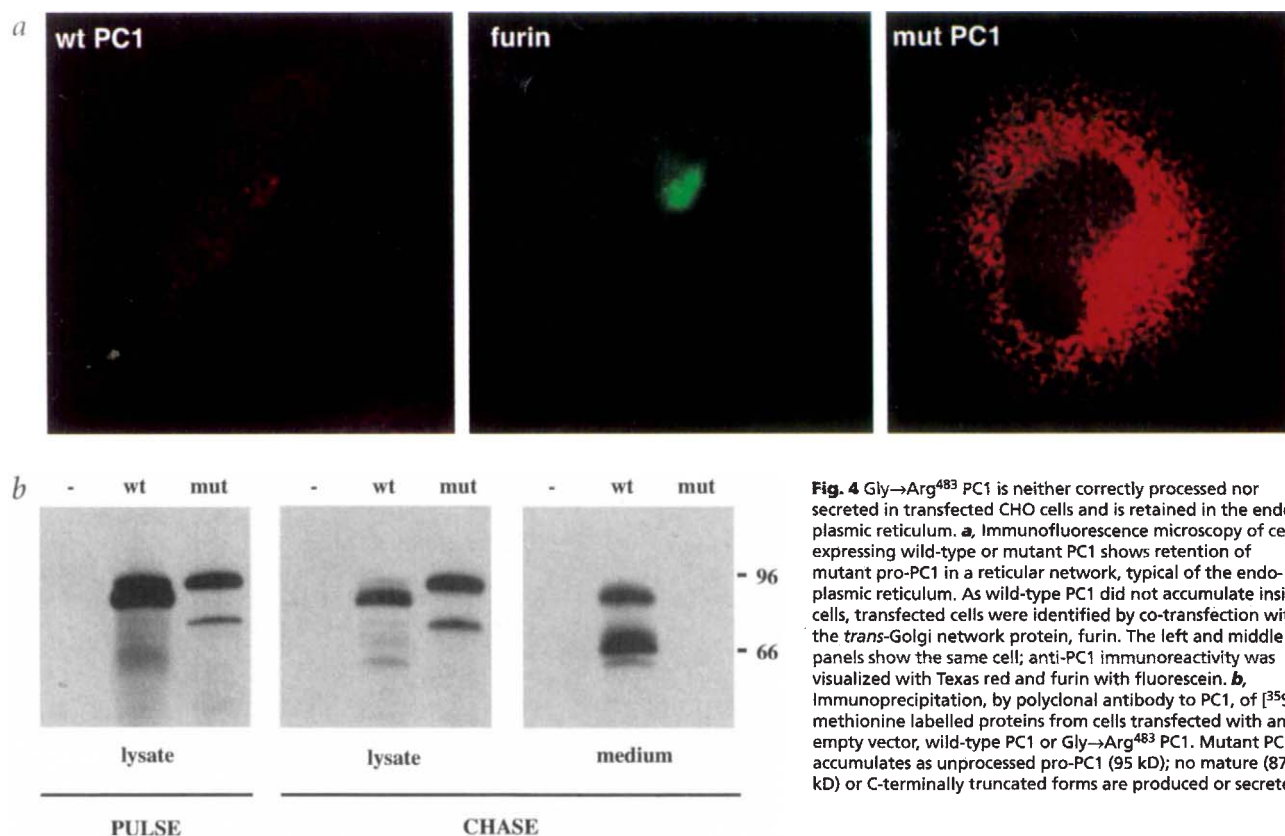 a
wt PC1
furin
mut PC1
b
- wt mut
- wt mut
- wt mut
- 96
- 66
lysate
lysate
medium
PULSE
CHASE
Fig. 4 Gly→Arg483 PC1 is neither correctly processed nor
secreted in transfected CHO cells and is retained in the endo
plasmic reticulum. a, Immunofluorescence microscopy of ce
expressing wild-type or mutant PC1 shows retention of
mutant pro-PC1 in a reticular network, typical of the endo-
plasmic reticulum. As wild-type PC1 did not accumulate insi
cells, transfected cells were identified by co-transfection wit
the trans-Golgi network protein, furin. The left and middle
panels show the same cell; anti-PC1 immunoreactivity was
visualized with Texas red and furin with fluorescein. b,
Immunoprecipitation, by polyclonal antibody to PC1, of [35S
methionine labelled proteins from cells transfected with an
empty vector, wild-type PC1 or Gly→Arg483 PC1. Mutant PC
accumulates as unprocessed pro-PC1 (95 kD); no mature (87
kD) or C-terminally truncated forms are produced or secrete